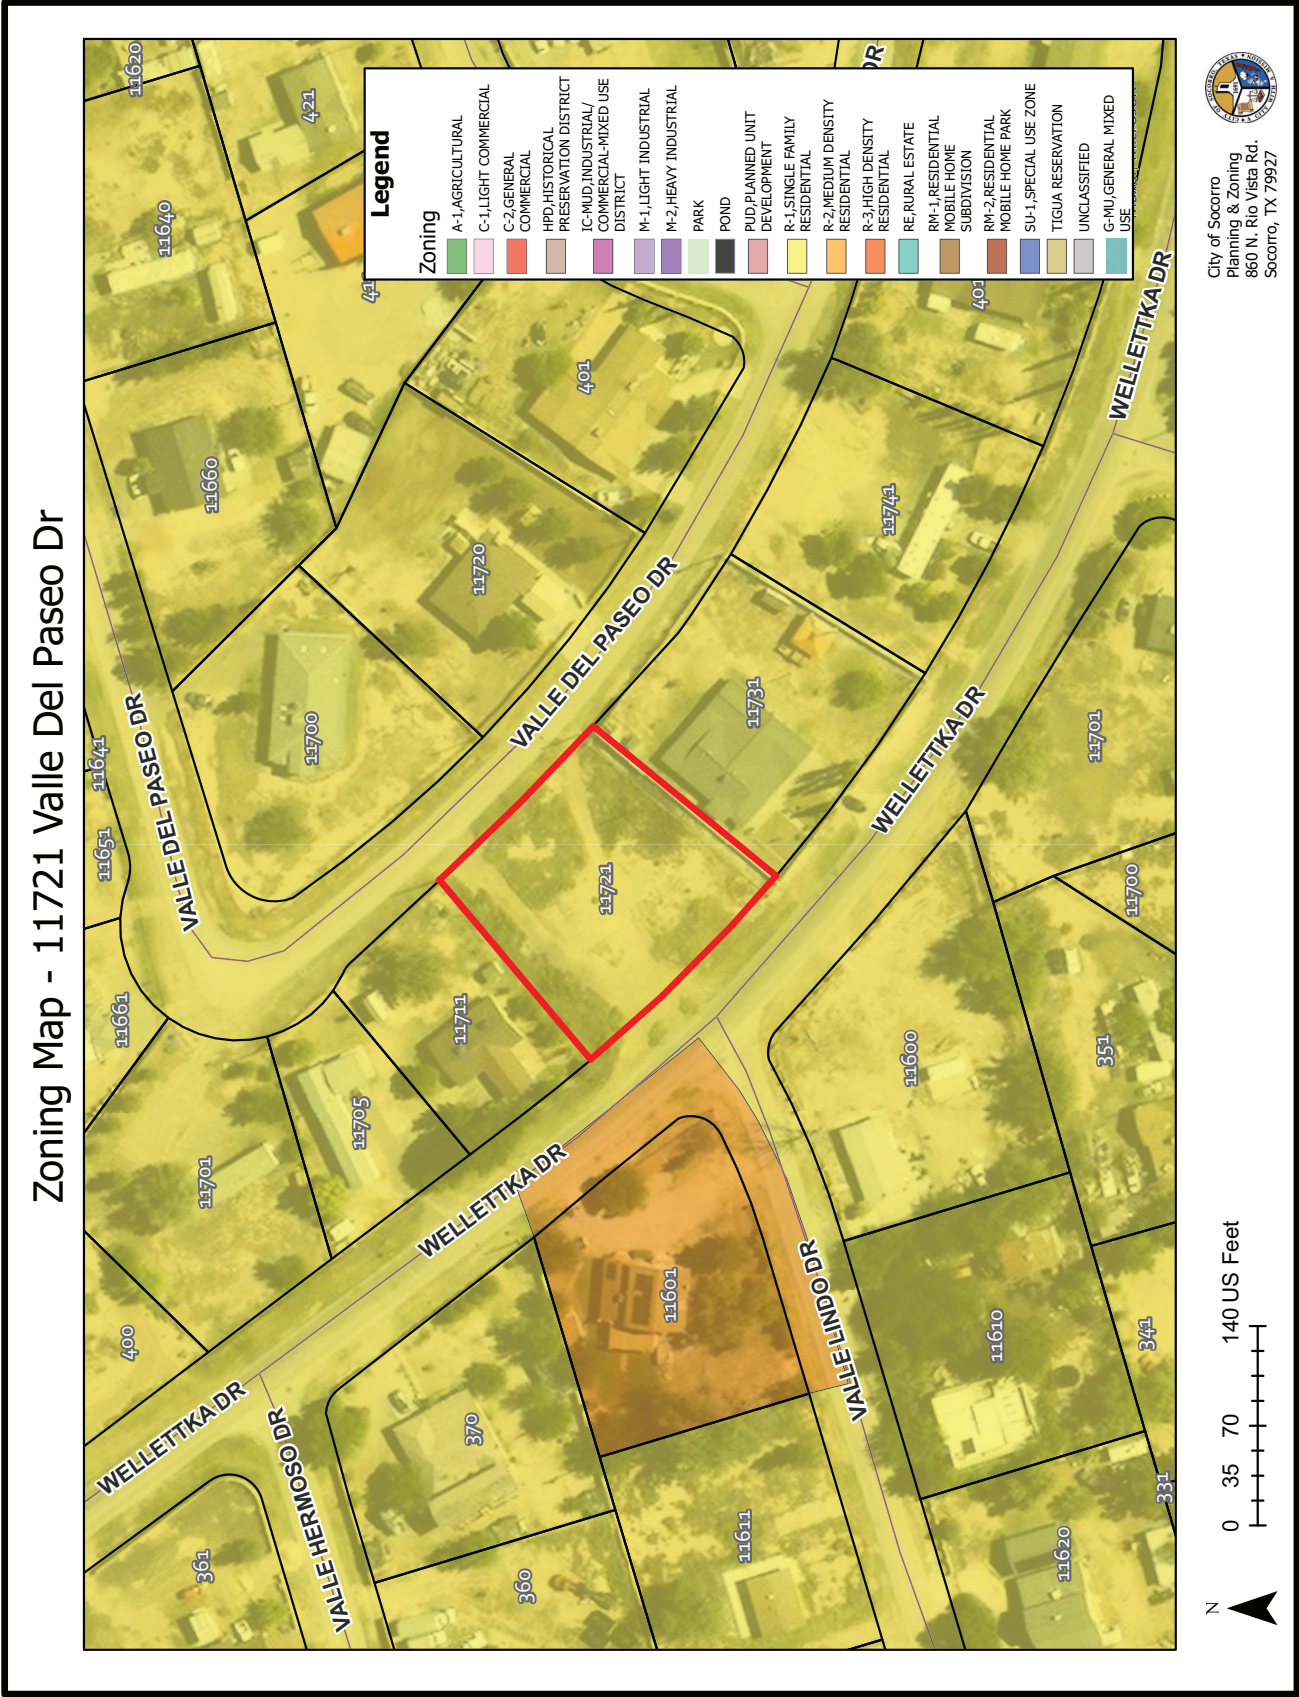 Zoning Map - 11721 Valle Del Paseo Dr
11620
421
11640
11660
401
11720
11700
11641
11651
11661
11701
11705
11711
400
VALLE DEL PASEO DR
VALLE DEL PASEO DR
DR
11721
11731
11741
401
WELLETTKA DR
WELLETTKA DR
WELLETTKA DR
WELLETTKA DR
VALLE HERMOSO DR
VALLE LINDO DR
361
370
360
11601
11611
11600
11610
11620
11701
11700
351
341
331
Legend
Zoning
A-1,AGRICULTURAL
C-1,LIGHT COMMERCIAL
C-2,GENERAL
COMMERCIAL
HPD,HISTORICAL
PRESERVATION DISTRICT
IC-MUD,INDUSTRIAL/
COMMERCIAL-MIXED USE
DISTRICT
M-1,LIGHT INDUSTRIAL
M-2,HEAVY INDUSTRIAL
PARK
POND
PUD,PLANNED UNIT
DEVELOPMENT
R-1,SINGLE FAMILY
RESIDENTIAL
R-2,MEDIUM DENSITY
RESIDENTIAL
R-3,HIGH DENSITY
RESIDENTIAL
RE,RURAL ESTATE
RM-1,RESIDENTIAL
MOBILE HOME
SUBDIVISION
RM-2,RESIDENTIAL
MOBILE HOME PARK
SU-1,SPECIAL USE ZONE
TIGUA RESERVATION
UNCLASSIFIED
G-MU,GENERAL MIXED
USE
N
0 35 70 140 US Feet
City of Socorro
Planning & Zoning
860 N. Rio Vista Rd.
Socorro, TX 79927